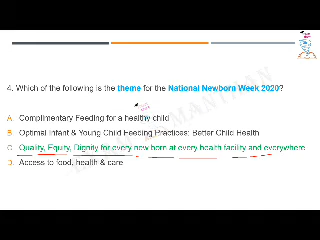 4. Which of the following is the theme for the National Newborn Week 2020?
A. Complimentary Feeding for a healthy child
B. Optimal Infant & Young Child Feeding Practices: Better Child Health
C. Quality, Equity, Dignity for every new born at every health facility and everywhere
D. Access to food, health & care